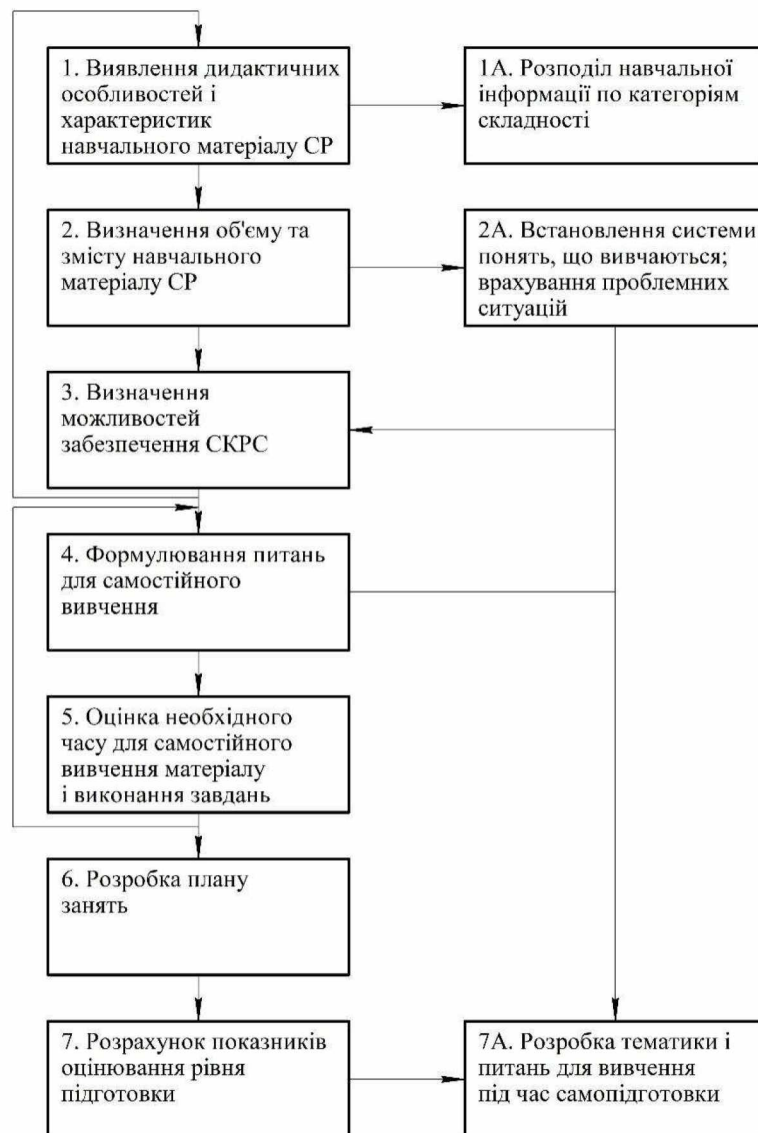 1. Виявлення дидактичних
особливостей і
характеристик
навчального матеріалу СР
1А. Розподіл навчальної
інформації по категоріям
складності
2. Визначення об'єму та
змісту навчального
матеріалу СР
2А. Встановлення системи
понять, що вивчаються;
врахування проблемних
ситуацій
3. Визначення
можливостей
забезпечення СКРС
4. Формулювання питань
для самостійного
вивчення
5. Оцінка необхідного
часу для самостійного
вивчення матеріалу
і виконання завдань
6. Розробка плану
занять
7. Розрахунок показників
оцінювання рівня
підготовки
7А. Розробка тематики і
питань для вивчення
під час самопідготовки